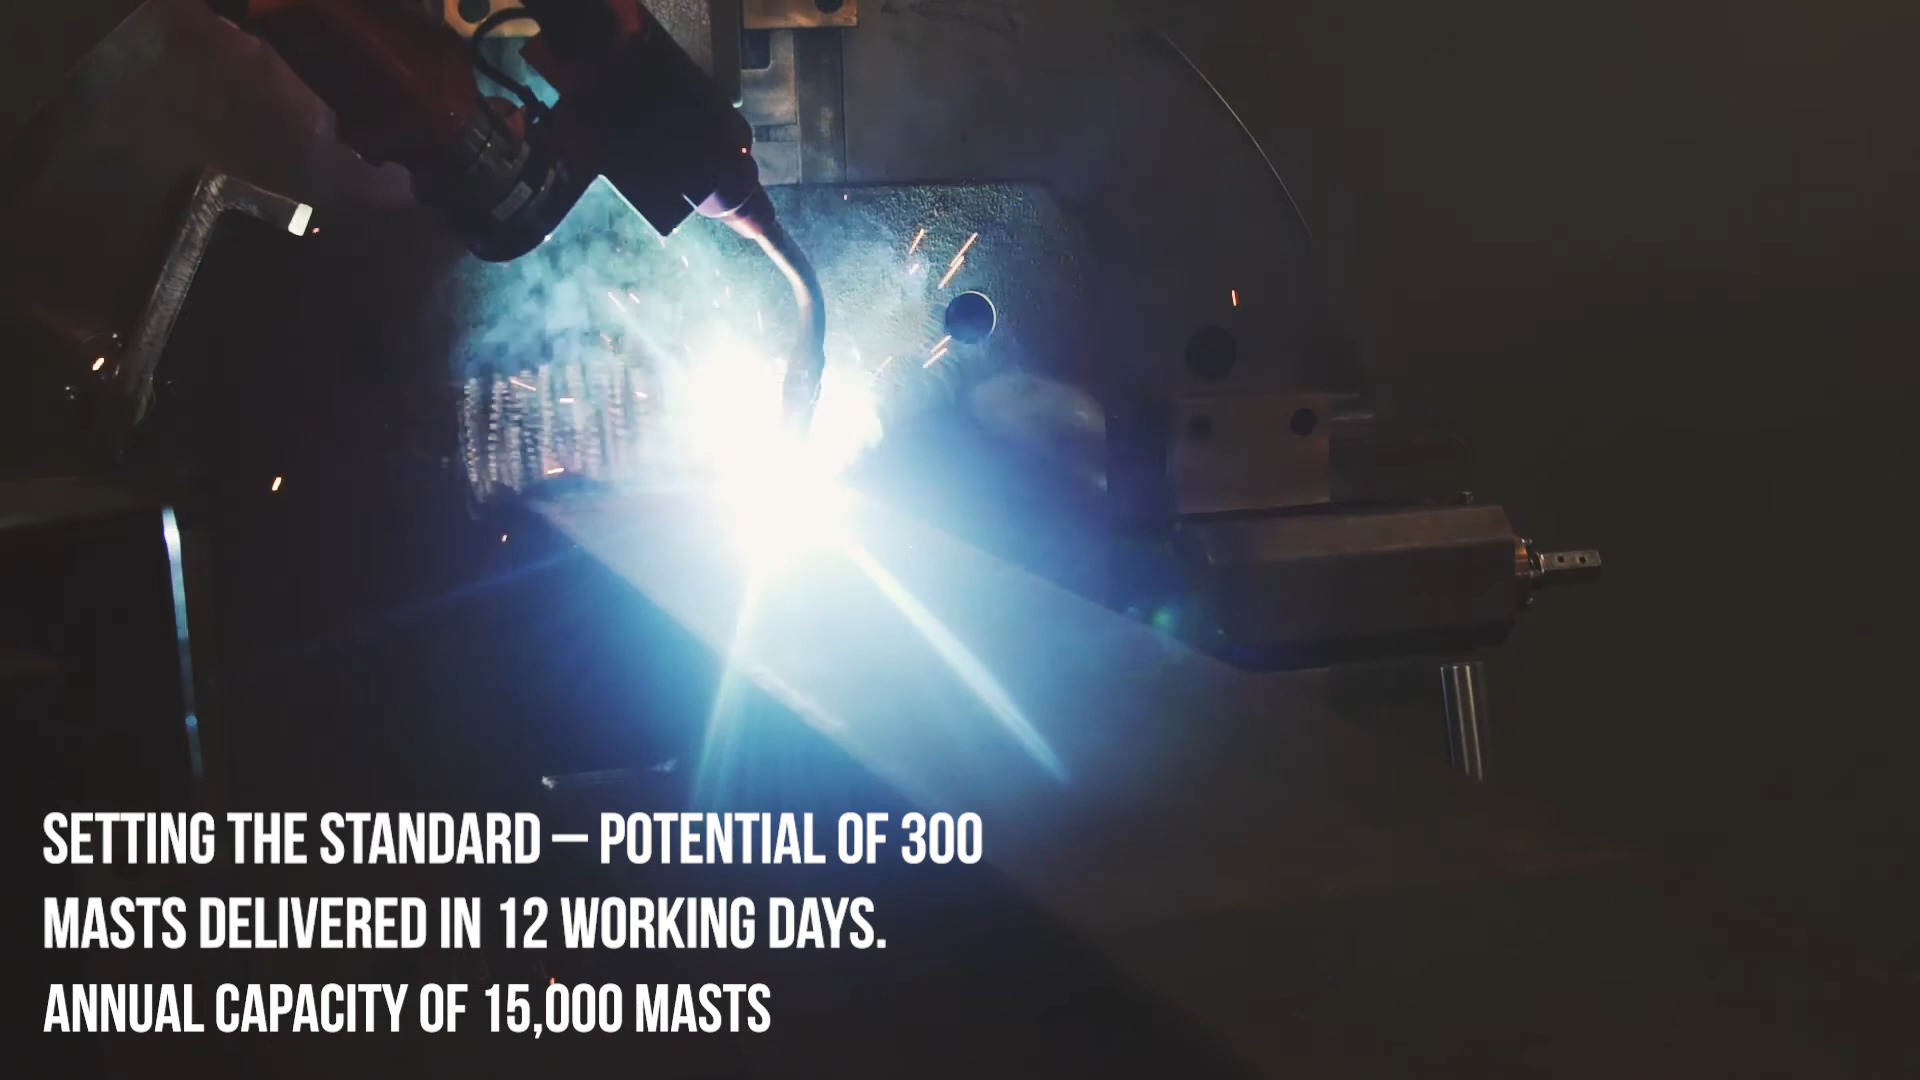 SETTING THE STANDARD – POTENTIAL OF 300
MASTS DELIVERED IN 12 WORKING DAYS.
ANNUAL CAPACITY OF 15,000 MASTS